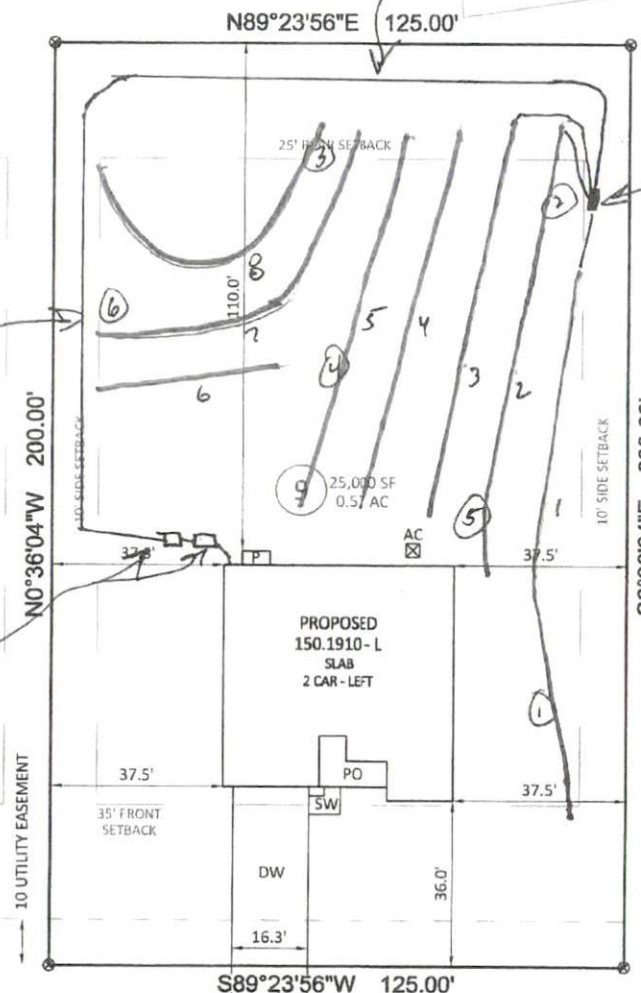 N89°23'56"E 125.00'
25' REAR SETBACK
3
2
8
110.0'
6
7
5
4
4
3
2
6
1
N0°36'04"W 200.00'
10' SIDE SETBACK
10' SIDE SETBACK
9
25,000 SF
0.57 AC
5
AC
37.5'
P
37.5'
PROPOSED
150.1910 - L
SLAB
2 CAR - LEFT
1
37.5'
PO
37.5'
SW
35' FRONT
SETBACK
10 UTILITY EASEMENT
DW
36.0'
16.3'
S89°23'56"W 125.00'